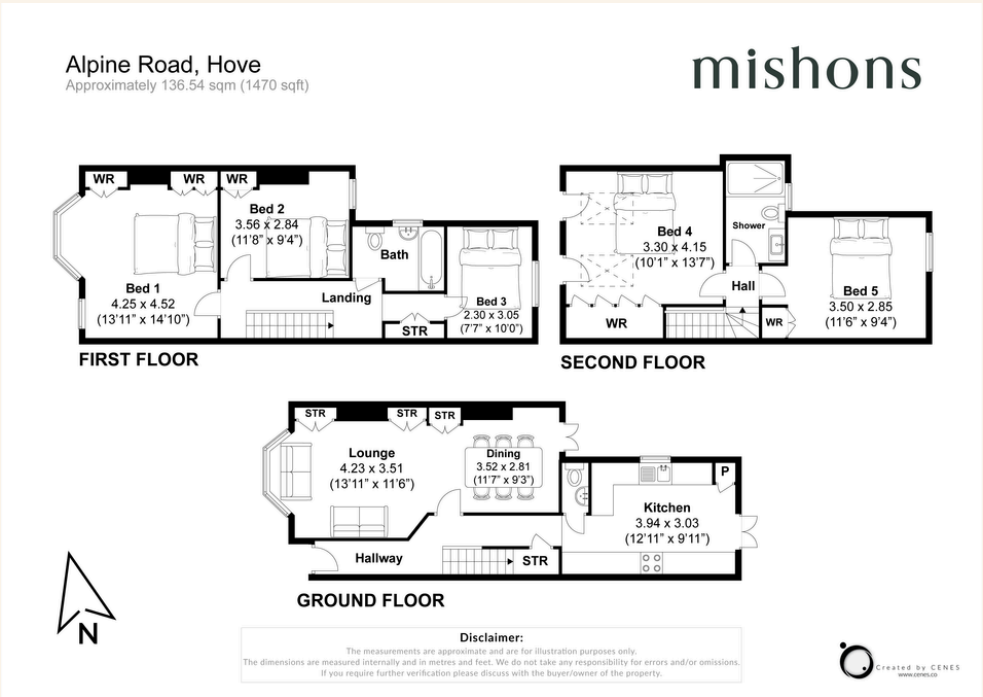 Alpine Road, Hove
Approximately 136.54 sqm (1470 sqft)
mishons
WR
WR
WR
Bed 2
3.56 x 2.84
(11'8" x 9'4")
Bath
Bed 1
4.25 x 4.52
(13'11" x 14'10")
Landing
STR
Bed 3
2.30 x 3.05
(7'7" x 10'0")
FIRST FLOOR
Shower
Bed 4
3.30 x 4.15
(10'1" x 13'7")
Hall
WR
WR
Bed 5
3.50 x 2.85
(11'6" x 9'4")
SECOND FLOOR
STR
STR
STR
Lounge
4.23 x 3.51
(13'11" x 11'6")
Dining
3.52 x 2.81
(11'7" x 9'3")
P
Kitchen
3.94 x 3.03
(12'11" x 9'11")
Hallway
STR
GROUND FLOOR
N
Disclaimer:
The measurements are approximate and are for illustration purposes only.
The dimensions are measured internally and in metres and feet. We do not take any responsibility for errors and/or omissions.
If you require further verification please discuss with the buyer/owner of the property.
Created by CENES
www.cenes.co